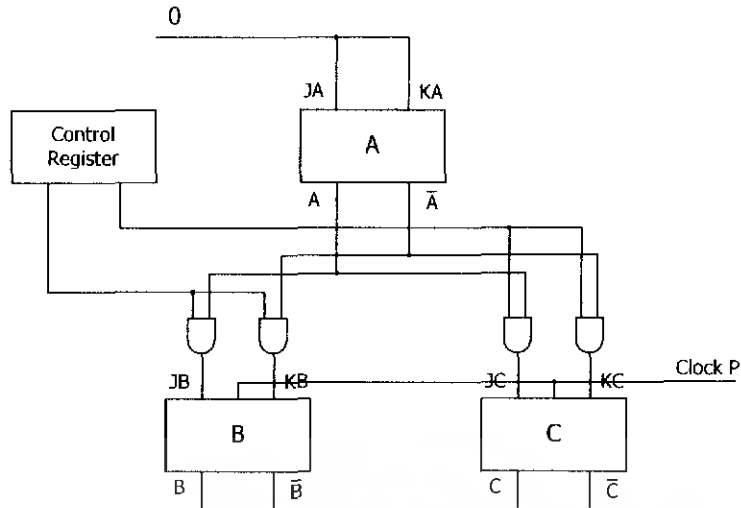 0
JA
KA
Control
Register
A
A
A̅
JB
KB
JC
KC
Clock P
B
C
B
B̅
C
C̅